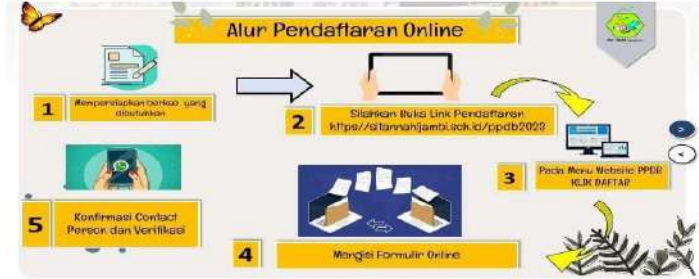 Alur Pendaftaran Online
1
Mempersiapkan berkas yang
dibutuhkan
2
Silahkan Buka Link Pendaftaran
3
Pada Menu Website PPDB
KLIK DAFTAR
4
Mengisi Formulir Online
5
Konfirmasi Contact
Person dan Verifikasi